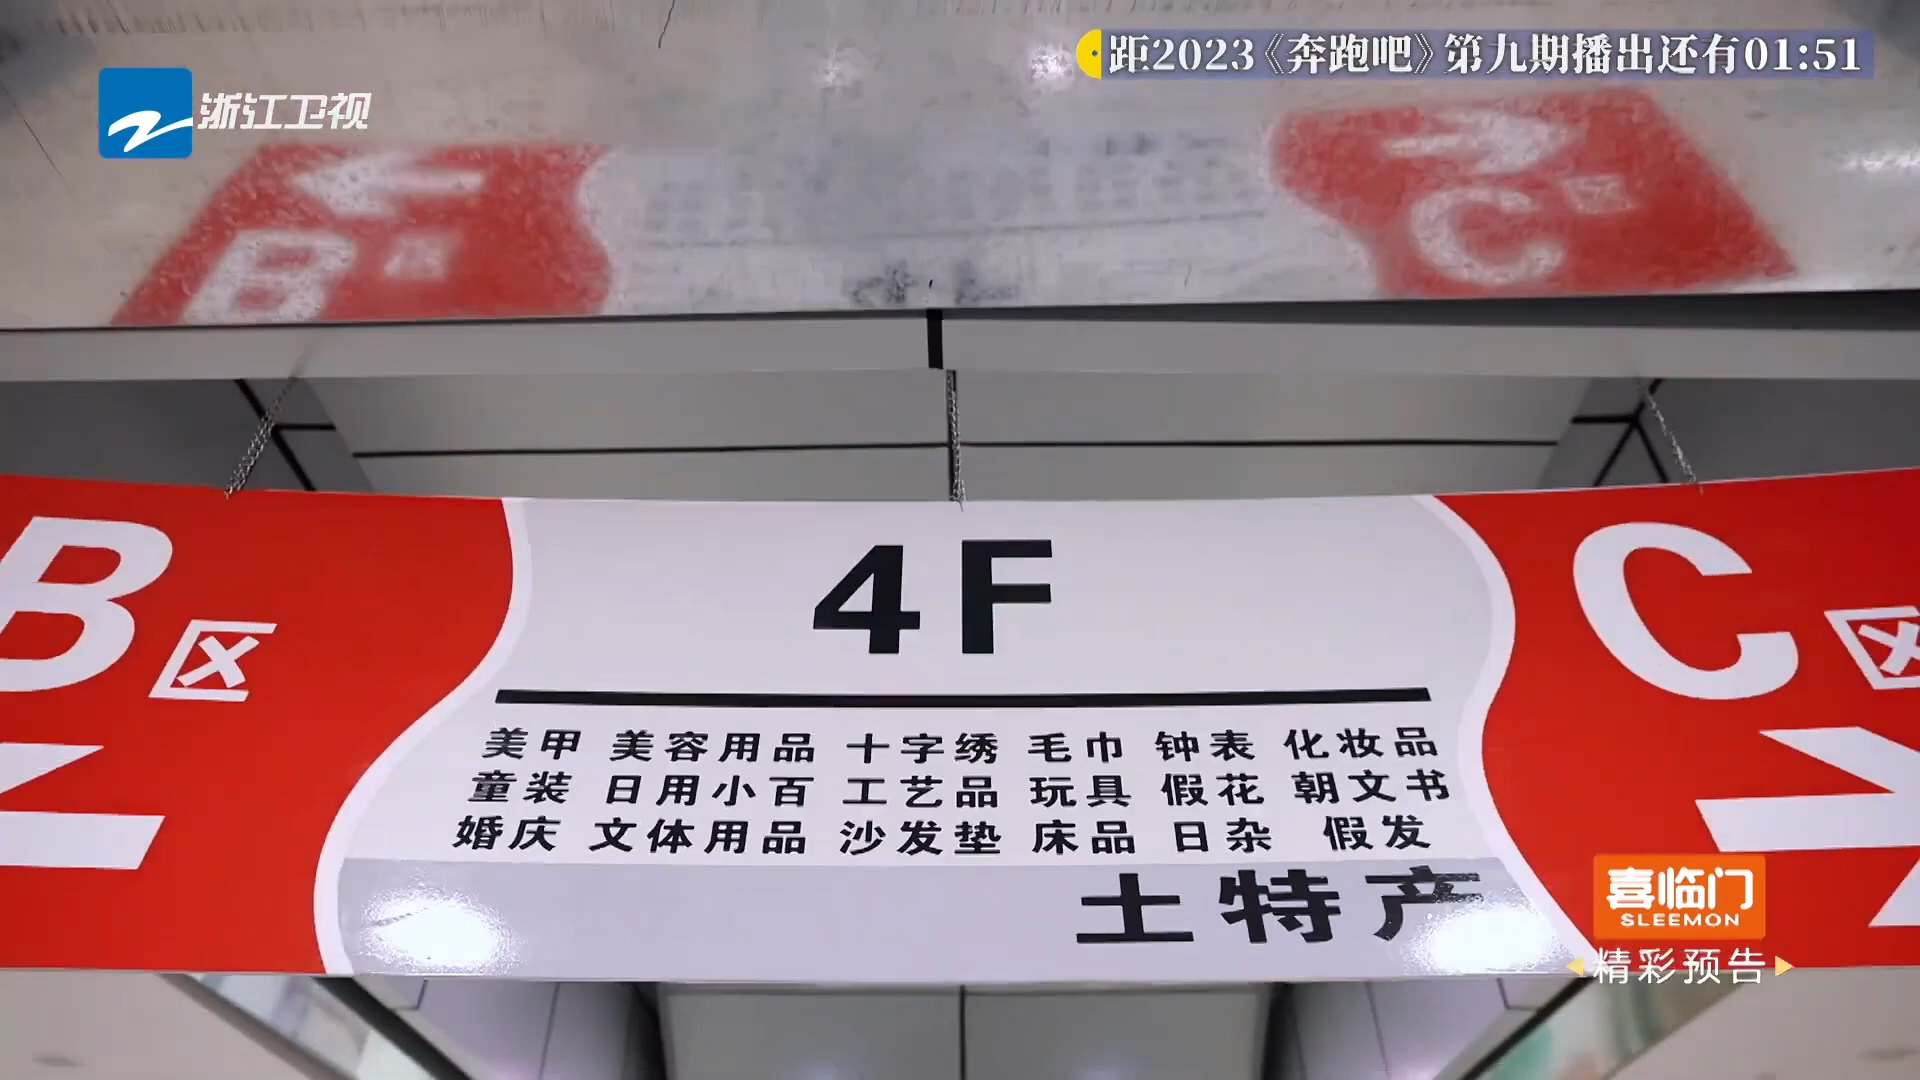 距2023《奔跑吧》第九期播出还有01:51
浙江卫视
B区
C区
B区
4F
C区
美甲 美容用品 十字绣 毛巾 钟表 化妆品
童装 日用小百 工艺品 玩具 假花 朝文书
婚庆 文体用品 沙发垫 床品 日杂 假发
土特产
喜临门
SLEEMON
精彩预告